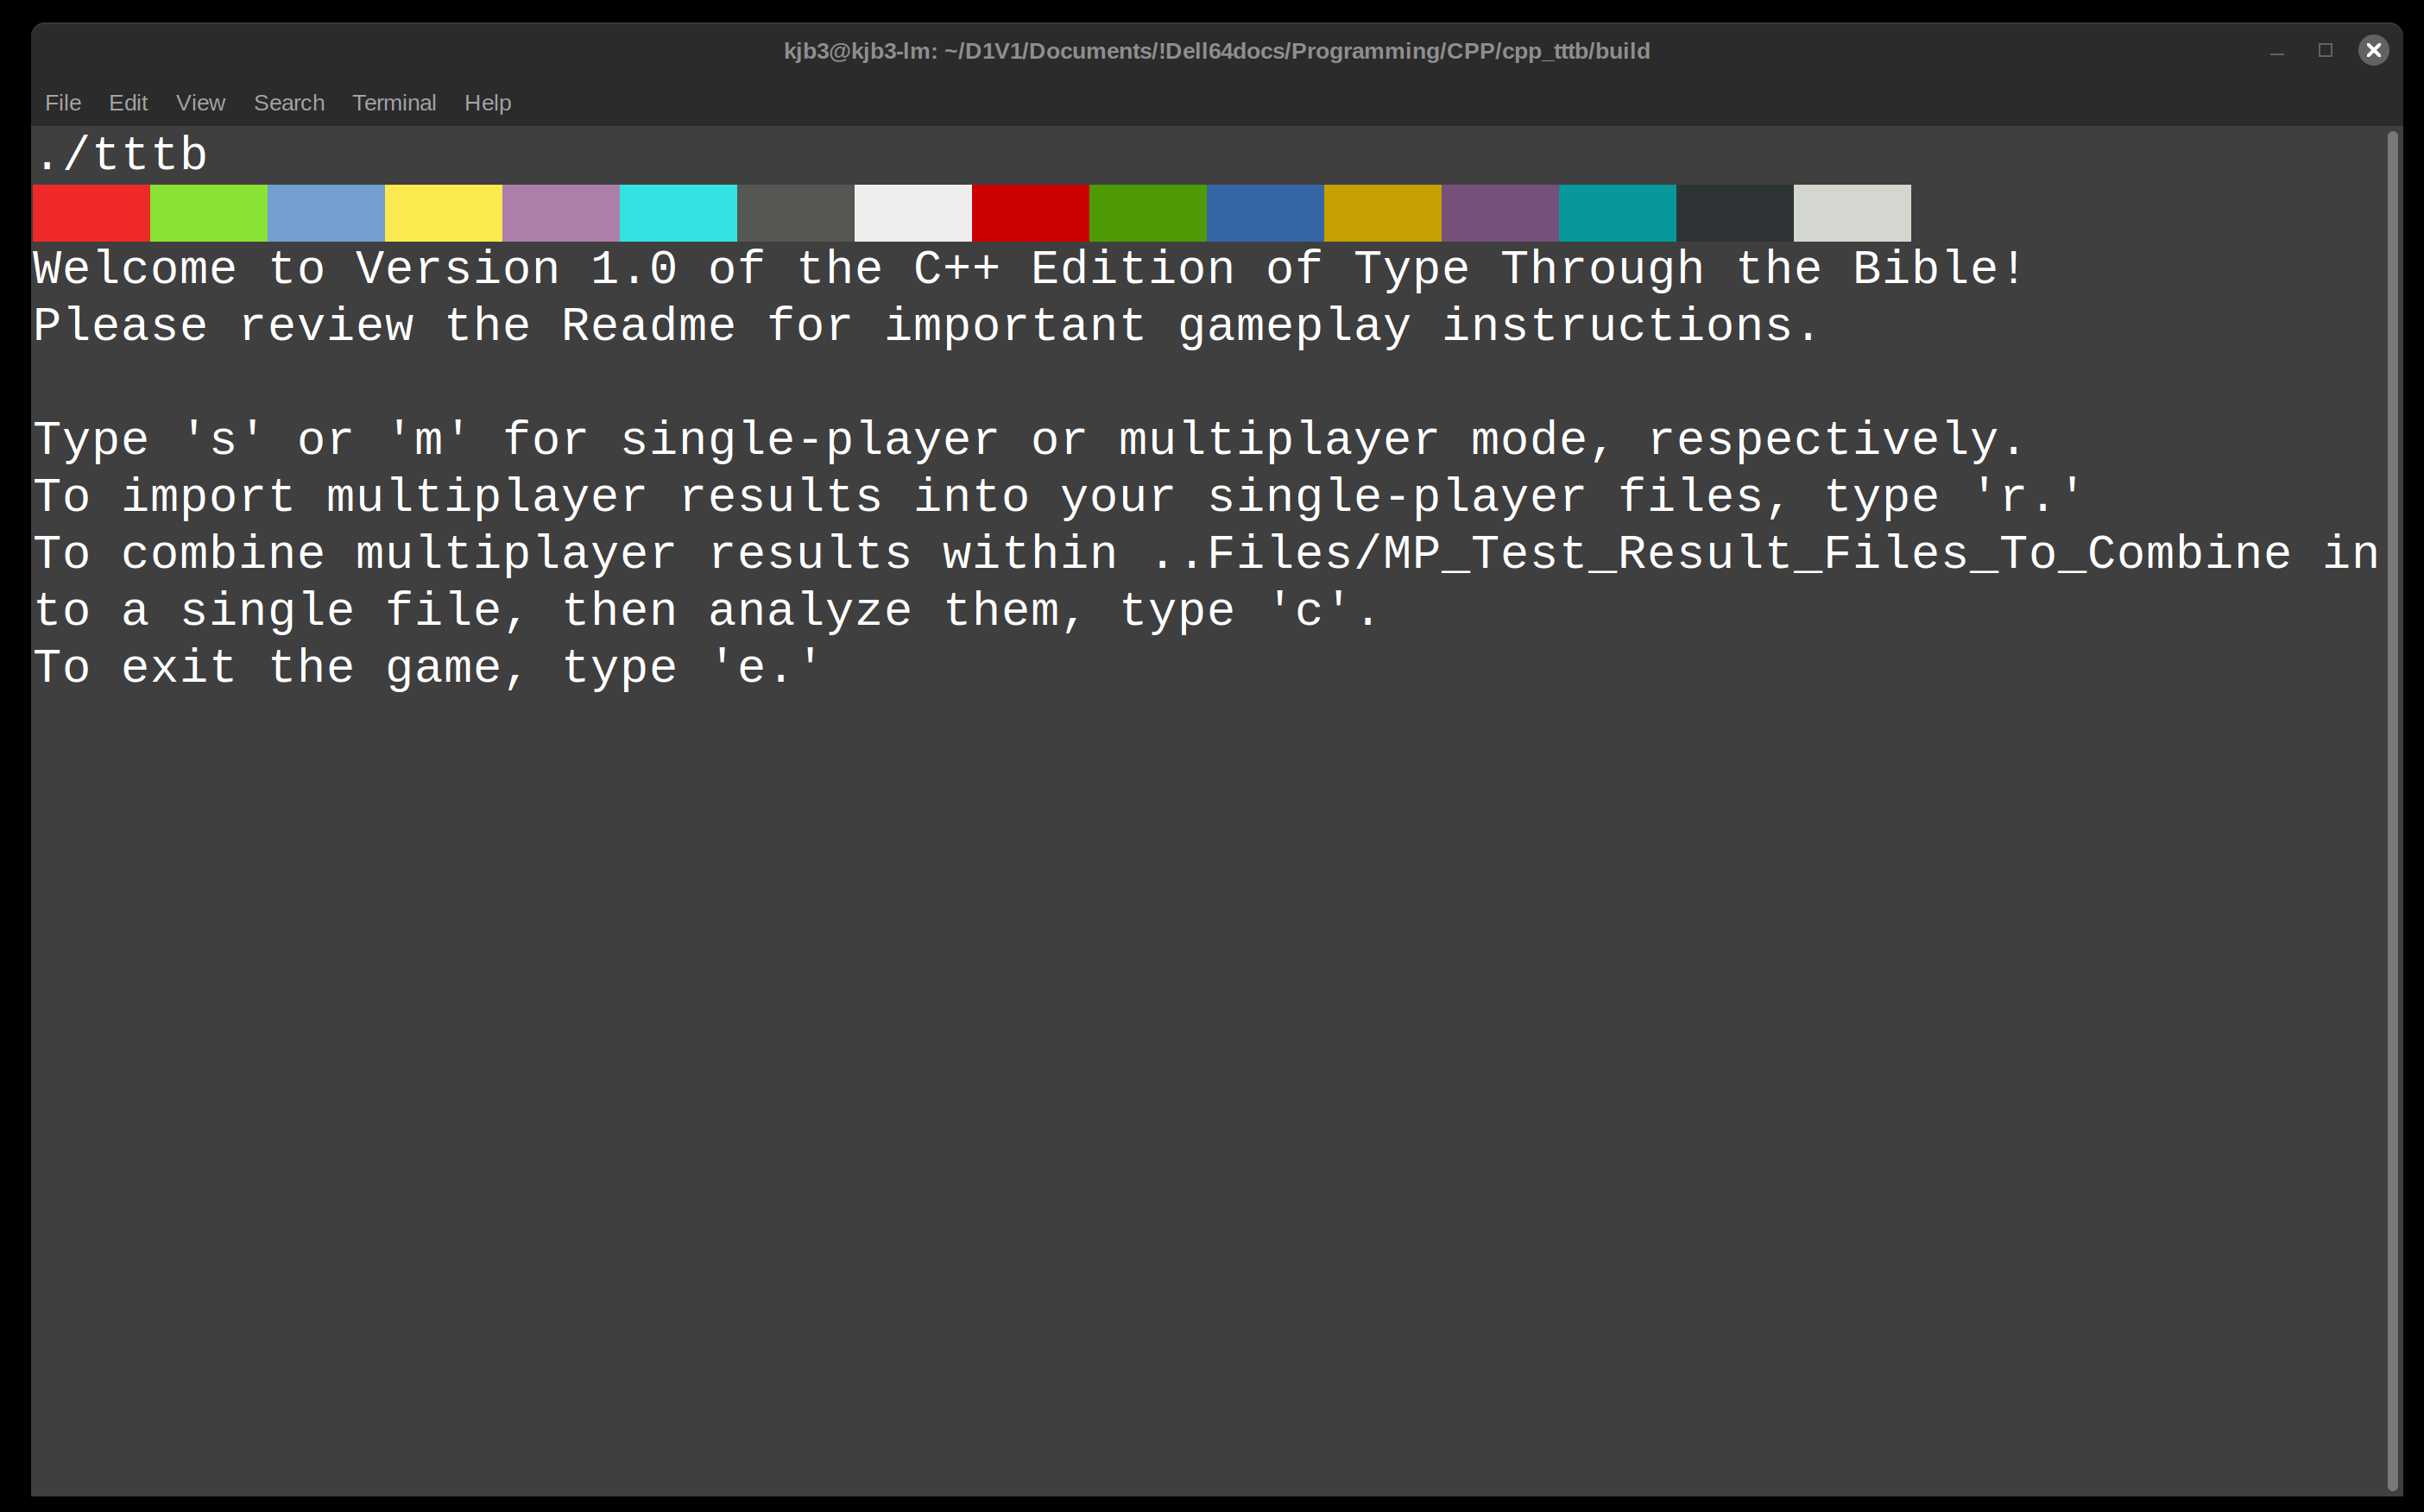 kjb3@kjb3-lm: ~/D1V1/Documents/!Dell64docs/Programming/CPP/cpp_tttb/build
File Edit View Search Terminal Help
./tttb
Welcome to Version 1.0 of the C++ Edition of Type Through the Bible!
Please review the Readme for important gameplay instructions.
Type 's' or 'm' for single-player or multiplayer mode, respectively.
To import multiplayer results into your single-player files, type 'r.'
To combine multiplayer results within ..Files/MP_Test_Result_Files_To_Combine in
to a single file, then analyze them, type 'c'.
To exit the game, type 'e.'